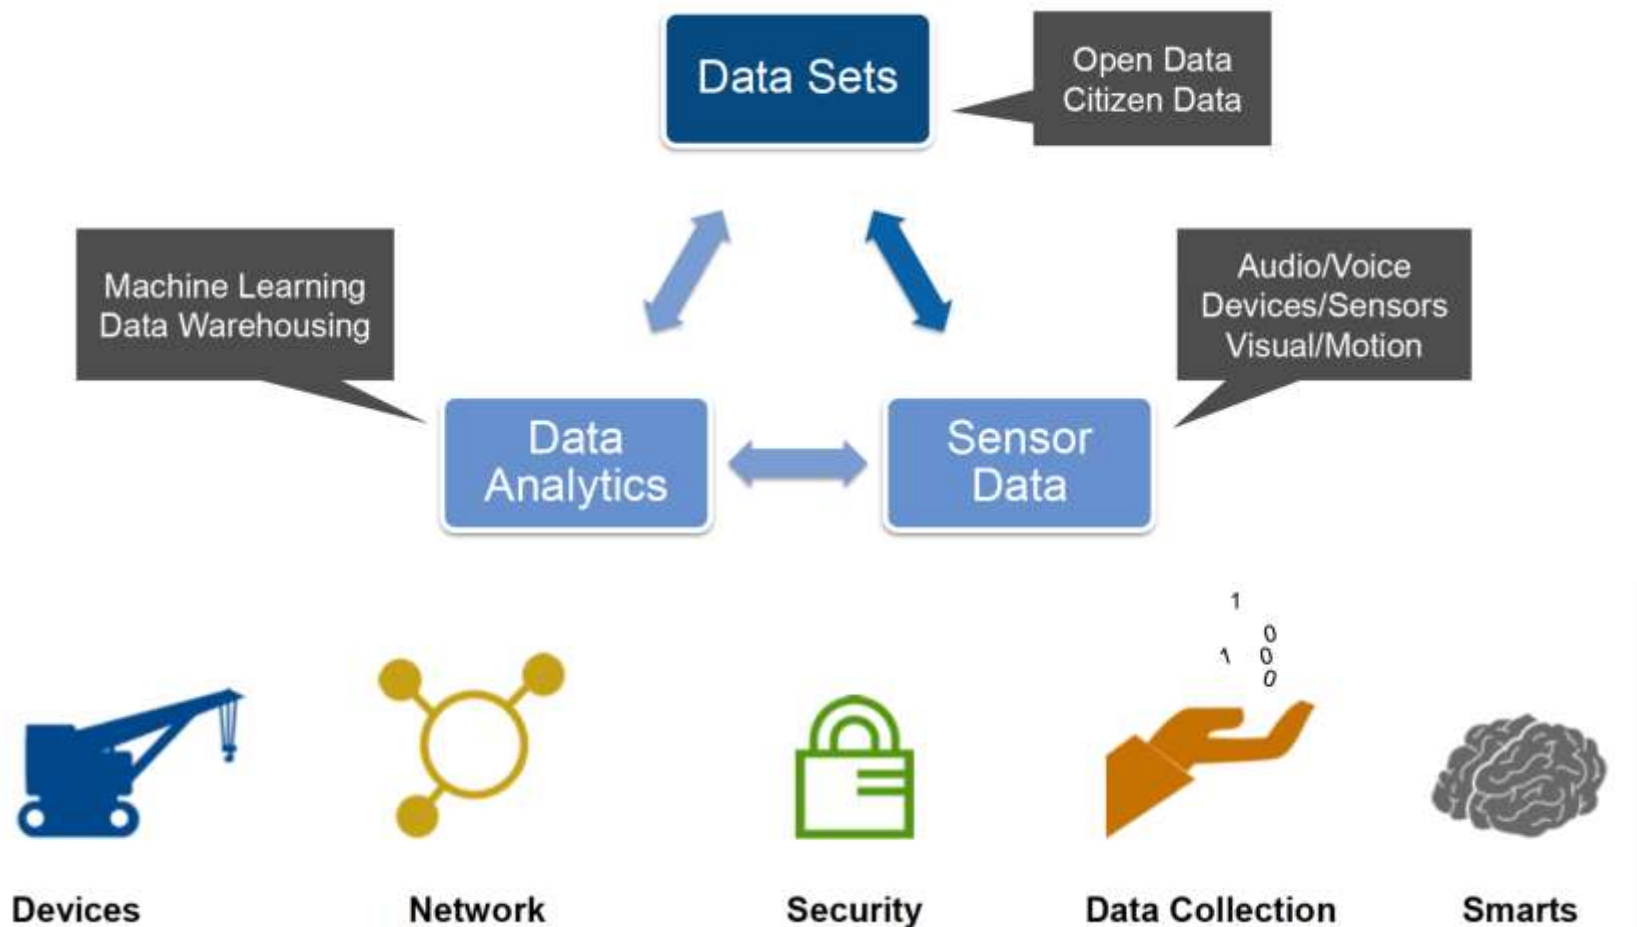 Data Sets
Open Data
Citizen Data
Machine Learning
Data Warehousing
Audio/Voice
Devices/Sensors
Visual/Motion
Data
Analytics
Sensor
Data
1
0
1 0
0
Devices
Network
Security
Data Collection
Smarts